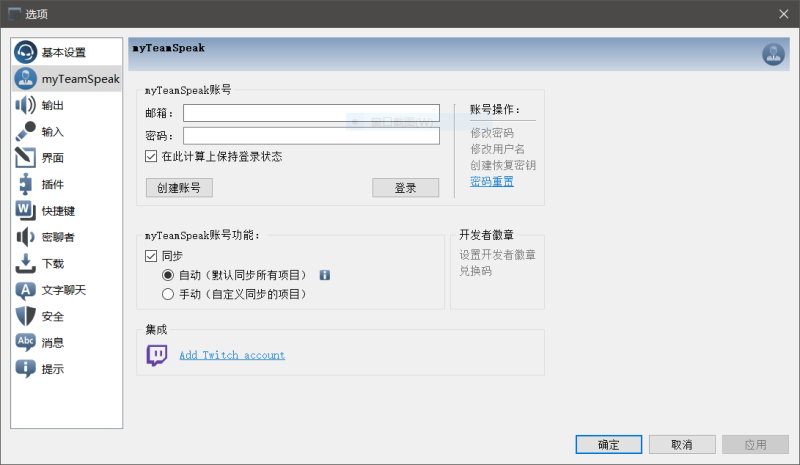 选项
基本设置
myTeamSpeak
输出
输入
界面
插件
快捷键
密聊者
下载
文字聊天
安全
消息
提示
myTeamSpeak
myTeamSpeak账号
邮箱：
密码：
在此计算上保持登录状态
创建账号
登录
账号操作：
修改密码
修改用户名
创建恢复密钥
密码重置
myTeamSpeak账号功能：
同步
自动（默认同步所有项目）
手动（自定义同步的项目）
开发者徽章
设置开发者徽章
兑换码
集成
Add Twitch account
确定
取消
应用